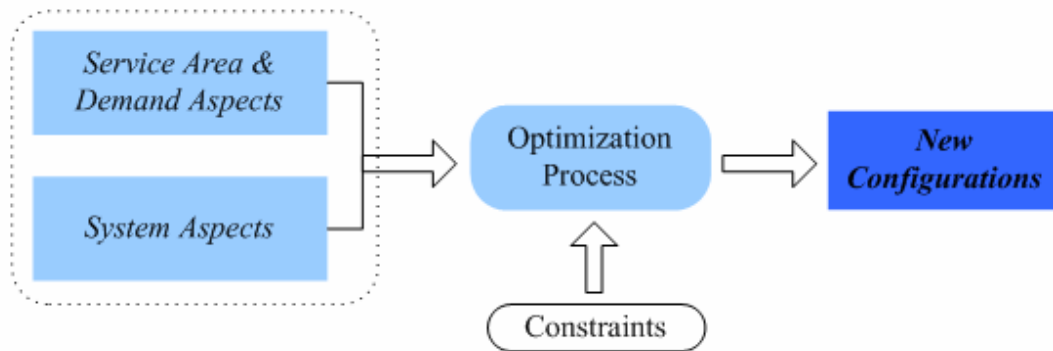 Service Area &
Demand Aspects
System Aspects
Optimization
Process
Constraints
New
Configurations